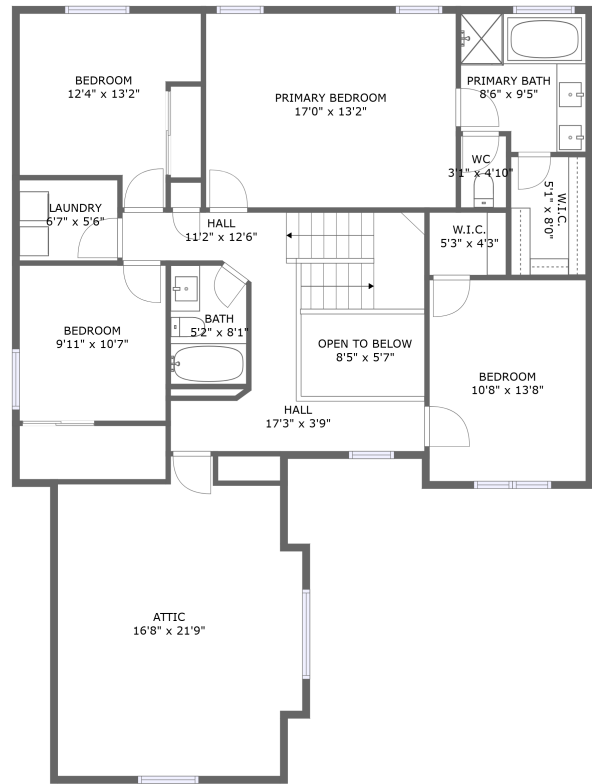 BEDROOM
12'4" x 13'2"
PRIMARY BEDROOM
17'0" x 13'2"
PRIMARY BATH
8'6" x 9'5"
WC
3'1" x 4'10"
W.I.C.
5'1" x 8'0"
LAUNDRY
6'7" x 5'6"
HALL
11'2" x 12'6"
W.I.C.
5'3" x 4'3"
BEDROOM
9'11" x 10'7"
BATH
5'2" x 8'1"
OPEN TO BELOW
8'5" x 5'7"
BEDROOM
10'8" x 13'8"
HALL
17'3" x 3'9"
ATTIC
16'8" x 21'9"